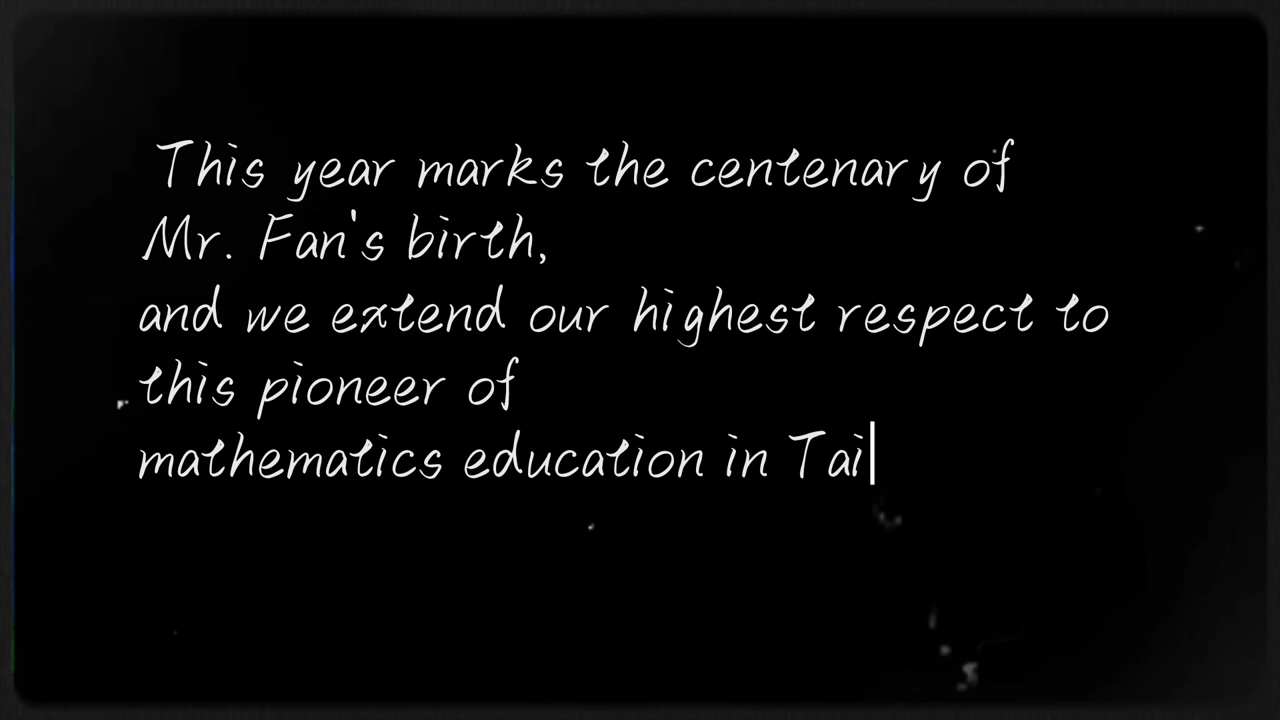 This year marks the centenary of
Mr. Fan's birth,
and we extend our highest respect to
this pioneer of
mathematics education in Tai